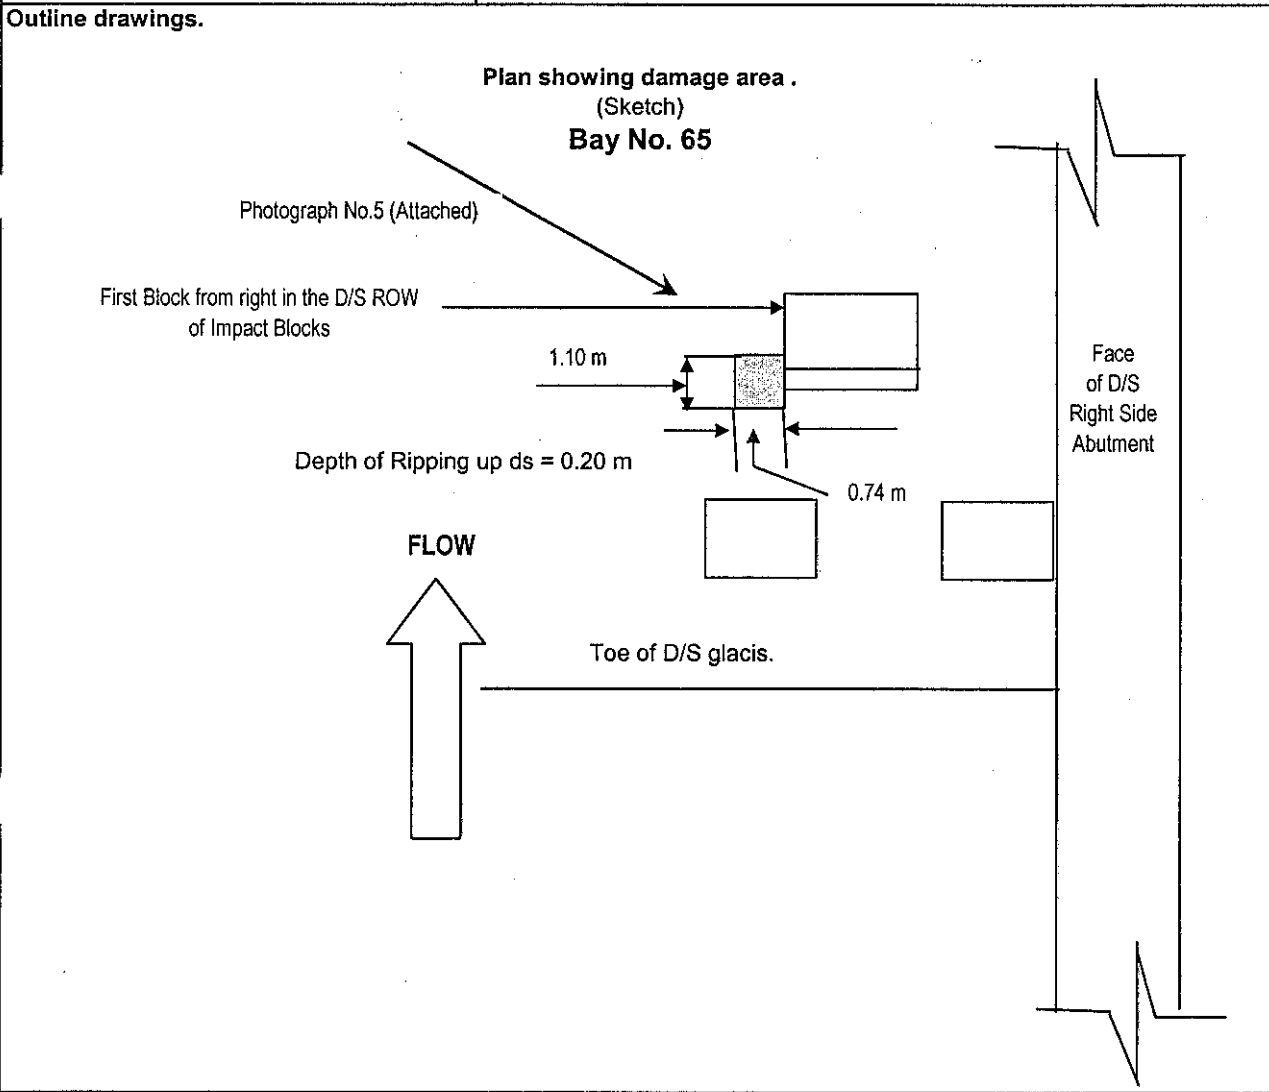 Outline drawings.
Plan showing damage area .
(Sketch)
Bay No. 65
Photograph No.5 (Attached)
First Block from right in the D/S ROW
of Impact Blocks
1.10 m
Face
of D/S
Right Side
Abutment
Depth of Ripping up ds = 0.20 m
0.74 m
FLOW
Toe of D/S glacis.